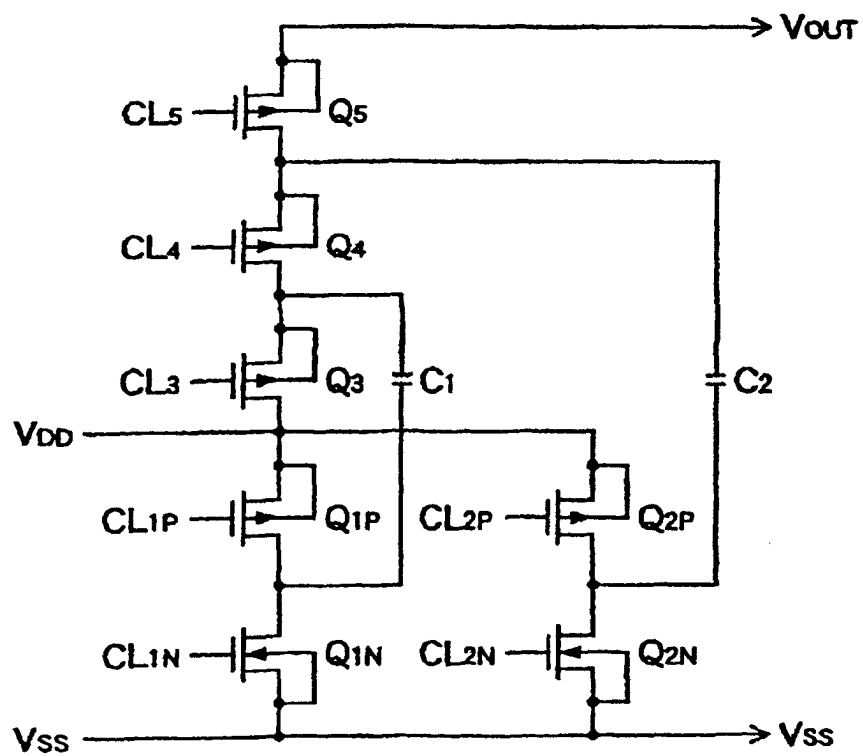 VOUT
CL5 Q5
CL4 Q4
CL3 Q3 C1 C2
VDD
CL1P Q1P CL2P Q2P
CL1N Q1N CL2N Q2N
VSS VSS